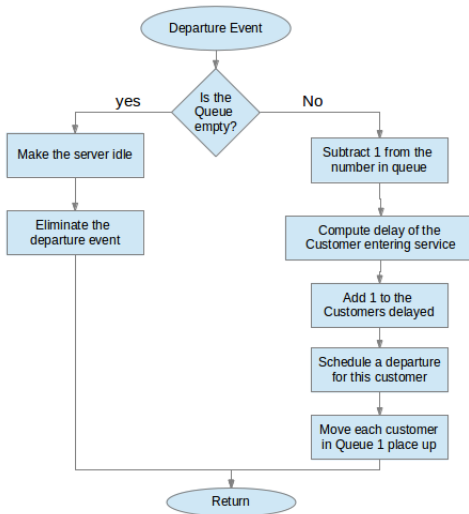 Departure Event
Is the
Queue
empty?
yes
No
Make the server idle
Eliminate the
departure event
Subtract 1 from the
number in queue
Compute delay of the
Customer entering service
Add 1 to the
Customers delayed
Schedule a departure
for this customer
Move each customer
in Queue 1 place up
Return